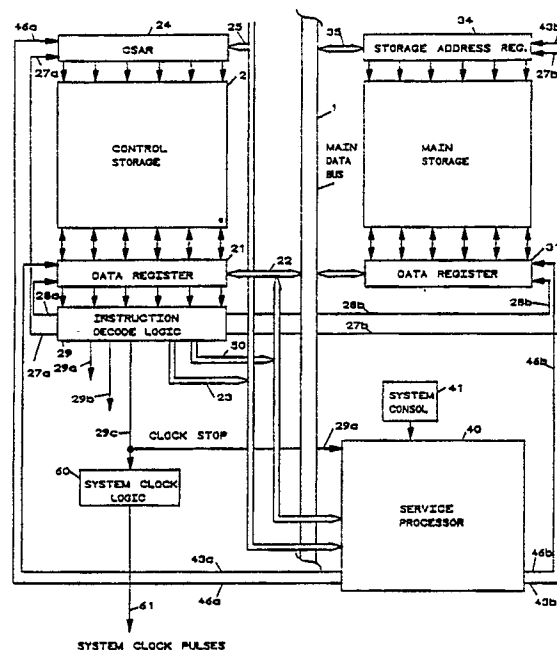 46a
24
25
34
43b
CSAR
35
STORAGE ADDRESS REG.
27a
27b
2
1
CONTROL
STORAGE
MAIN
DATA
BUS
MAIN
STORAGE
21
22
31
DATA REGISTER
DATA REGISTER
28a
INSTRUCTION
DECODE LOGIC
28b
28b
27b
27a
29
50
29a
23
46b
29b
SYSTEM
CONSOL
41
29c
CLOCK STOP
29a
40
60
SYSTEM CLOCK
LOGIC
SERVICE
PROCESSOR
43a
46b
46a
43b
61
SYSTEM CLOCK PULSES